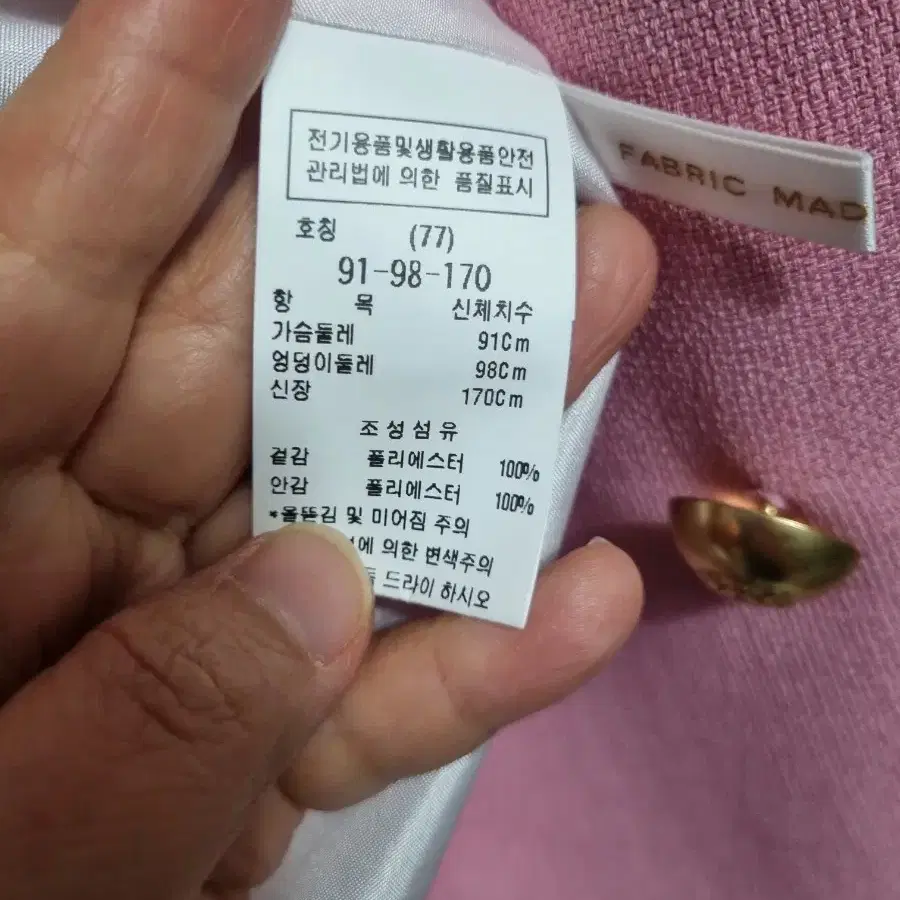 전기용품및생활용품안전
관리법에 의한 품질표시
호칭 (77)
91-98-170
항 목 신체치수
가슴둘레 91Cm
엉덩이둘레 98Cm
신장 170Cm
조성섬유
겉감 폴리에스터 100%
안감 폴리에스터 100%
*올뜯김 및 미어짐 주의
의한 변색주의
드라이 하시오
FABRIC MAD